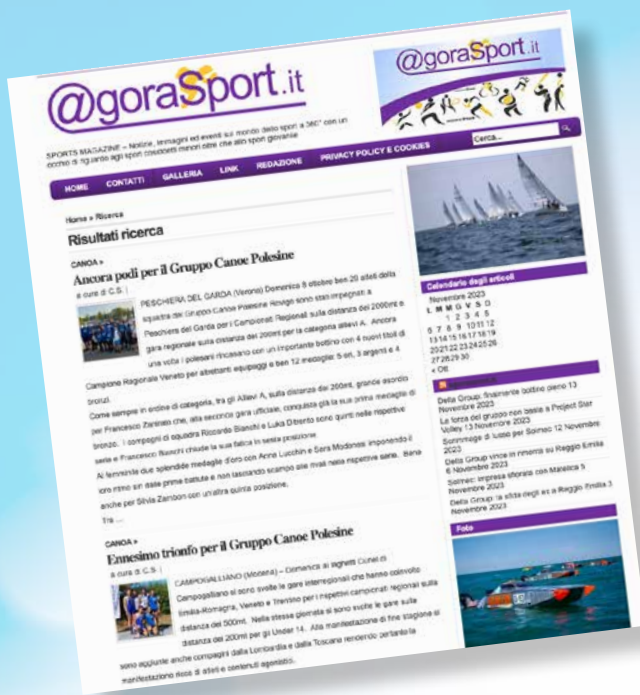 @goraSport.it
@goraSport.it
SPORTS MAGAZINE – Notizie, immagini ed eventi sul mondo dello sport a 360° con un
occhio di riguardo agli sport cosiddetti minori oltre che allo sport giovanile
HOME CONTATTI GALLERIA LINK REDAZIONE PRIVACY POLICY E COOKIES
Cerca...
Home » Ricerca
Risultati ricerca
CANOA »
Ancora podi per il Gruppo Canoe Polesine
a cura di C.S. |
PESCHIERA DEL GARDA (Verona) Domenica 8 ottobre ben 20 atleti della
squadra del Gruppo Canoe Polesine Rovigo sono stati impegnati a
Peschiera del Garda per i Campionati Regionali sulla distanza dei 2000mt e
gara regionale sulla distanza dei 200mt per la categoria allievi A. Ancora
una volta i polesani rincasano con un importante bottino con 4 nuovi titoli di
Campione Regionale Veneto per altrettanti equipaggi e ben 12 medaglie: 5 ori, 3 argenti e 4
bronzi.
Come sempre in ordine di categoria, tra gli Allievi A, sulla distanza dei 200mt, grande esordio
per Francesco Zaninato che, alla seconda gara ufficiale, conquista già la sua prima medaglia di
bronzo. I compagni di squadra Riccardo Bianchi e Luka Dibrento sono quinti nelle rispettive
serie e Francesco Bianchi chiude la sua fatica in sesta posizione.
Al femminile due splendide medaglie d'oro con Anna Lucchin e Sara Modonesi imponendo il
loro ritmo sin dalle prime battute e non lasciando scampo alle rivali nella rispettiva serie. Bene
anche per Silvia Zambon con un'altra quinta posizione.
Tra ...
CANOA »
Ennesimo trionfo per il Gruppo Canoe Polesine
a cura di C.S. |
CAMPOGALLIANO (Modena) – Domenica ai laghetti Curiel di
Campogalliano si sono svolte le gare interregionali che hanno coinvolto
Emilia-Romagna, Veneto e Trentino per i rispettivi campionati regionali sulla
distanza dei 500mt. Nella stessa giornata si sono svolte le gare sulla
distanza dei 200mt per gli Under 14. Alla manifestazione di fine stagione si
sono aggiunte anche compagini dalla Lombardia e dalla Toscana rendendo pertanto la
manifestazione ricca di atleti e contenuti agonistici.
Calendario degli articoli
Novembre 2023
L M M G V S D
1 2 3 4 5
6 7 8 9 10 11 12
13 14 15 16 17 18 19
20 21 22 23 24 25 26
27 28 29 30
« Ott
Delta Group: finalmente bottino pieno 13
Novembre 2023
Le forza del gruppo non basta a Project Star
Volley 13 Novembre 2023
Scrimmage di lusso per Solmec 12 Novembre
2023
Delta Group vince in rimonta su Reggio Emilia
6 Novembre 2023
Solmec: impresa sfiorata con Matelica 5
Novembre 2023
Delta Group: la sfida degli ex a Reggio Emilia 3
Novembre 2023
Foto